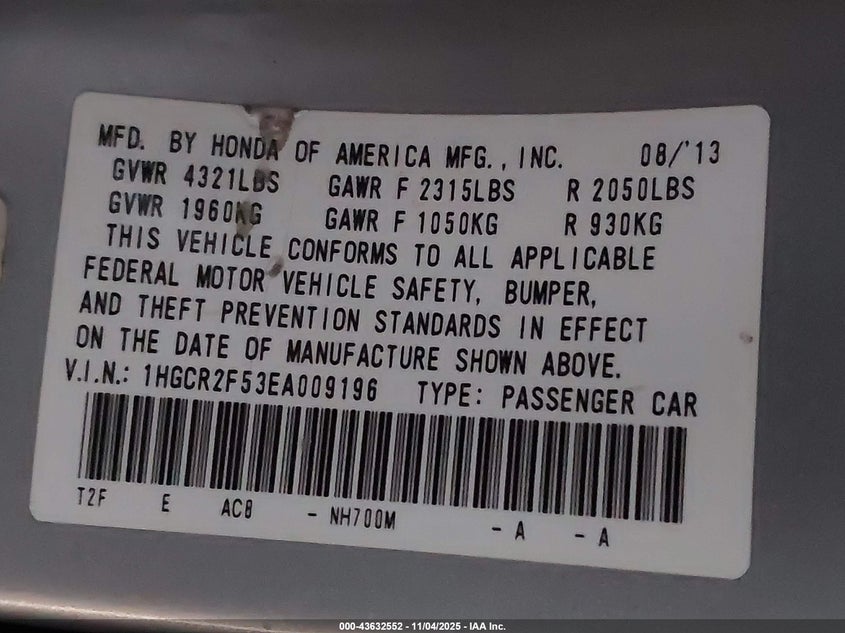 MFD. BY HONDA OF AMERICA MFG., INC. 08/'13
GVWR 4321LBS GAWR F 2315LBS R 2050LBS
GVWR 1960KG GAWR F 1050KG R 930KG
THIS VEHICLE CONFORMS TO ALL APPLICABLE
FEDERAL MOTOR VEHICLE SAFETY, BUMPER,
AND THEFT PREVENTION STANDARDS IN EFFECT
ON THE DATE OF MANUFACTURE SHOWN ABOVE.
V.I.N.: 1HGCR2F53EA009196 TYPE: PASSENGER CAR
T2F E AC8 - NH700M - A - A
000-43632552 - 11/04/2025 - IAA Inc.